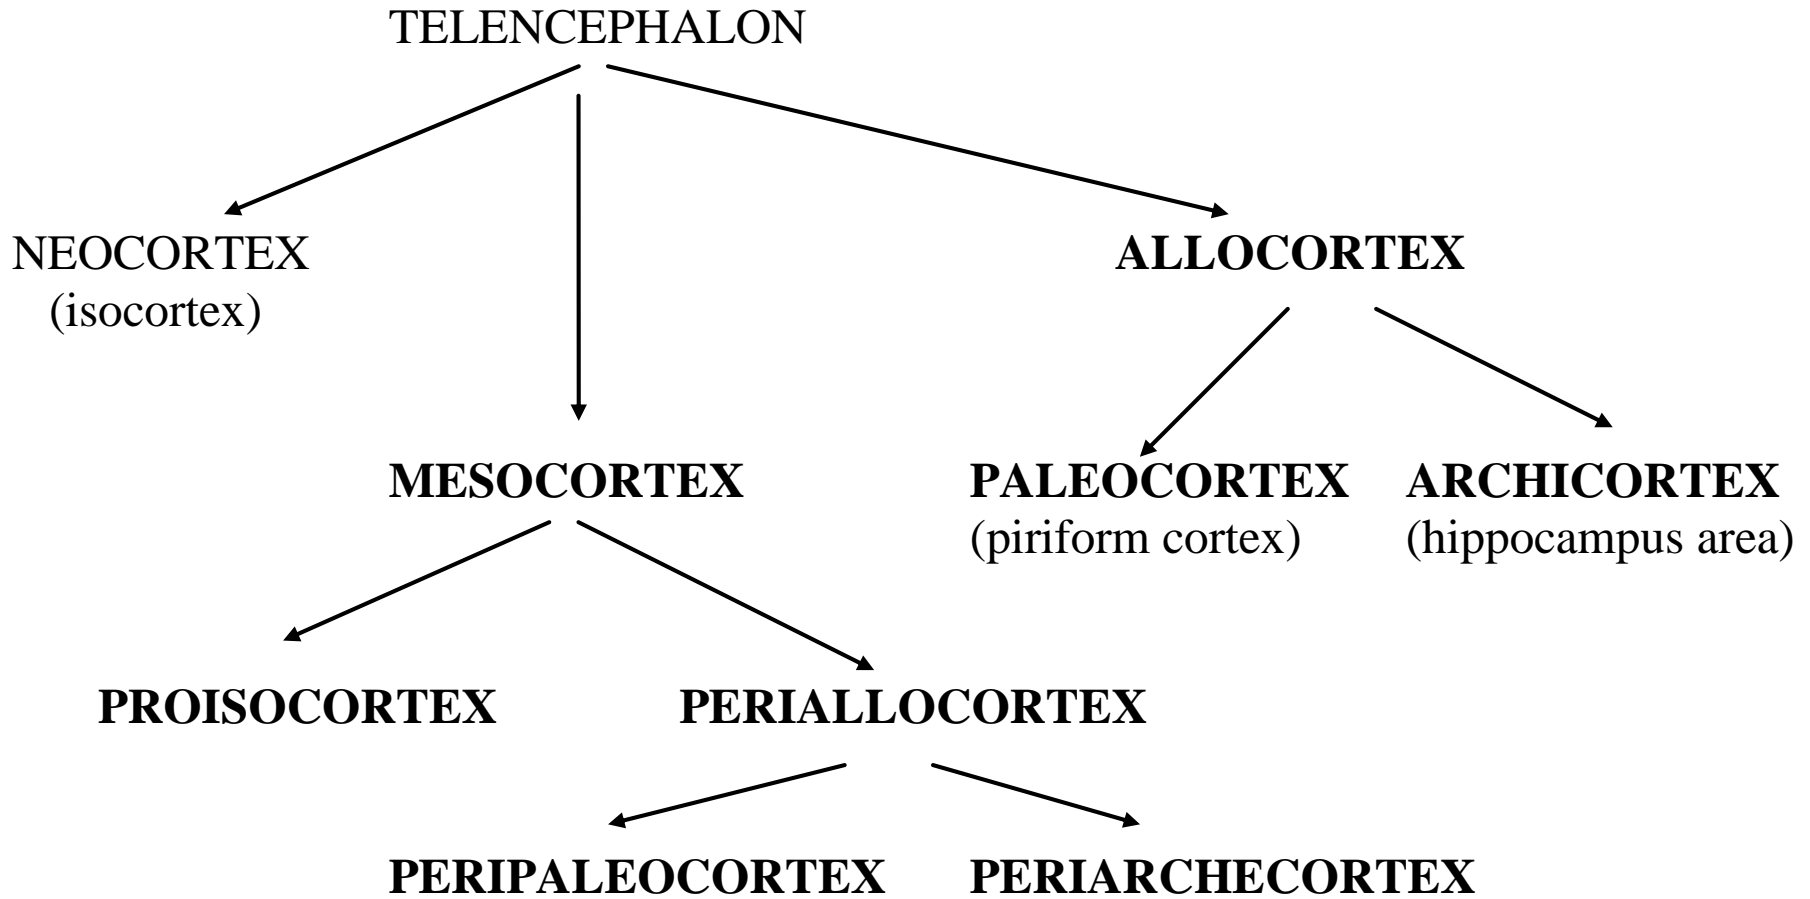 TELENCEPHALON
NEOCORTEX
(isocortex)
ALLOCORTEX
MESOCORTEX
PALEOCORTEX
(piriform cortex)
ARCHICORTEX
(hippocampus area)
PROISOCORTEX
PERIALLOCORTEX
PERIPALEOCORTEX
PERIARCHECORTEX